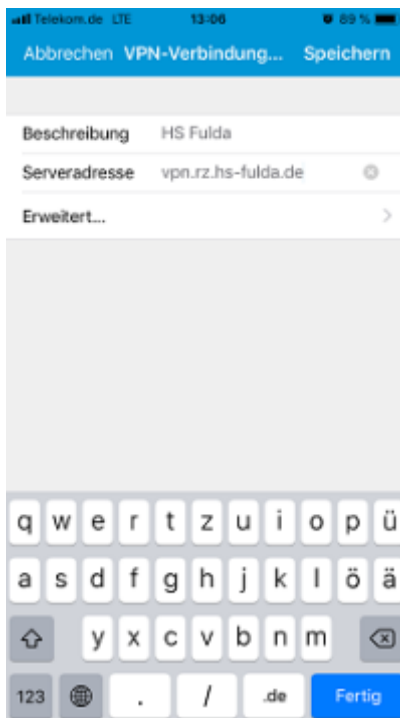 Telekom.de LTE 13:06 89 %
Abbrechen VPN-Verbindung... Speichern
Beschreibung HS Fulda
Serveradresse vpn.rz.hs-fulda.de
Erweitert...
q w e r t z u i o p ü
a s d f g h j k l ö ä
y x c v b n m
123 . / .de Fertig